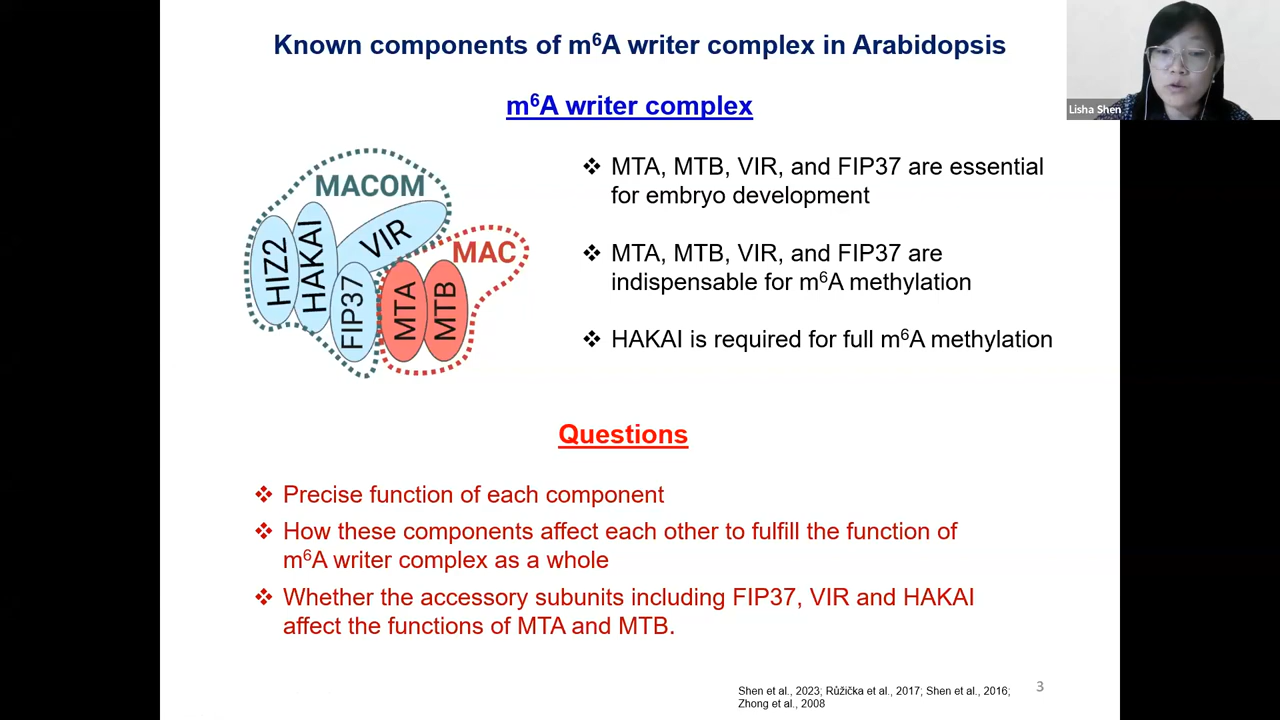 Known components of m⁶A writer complex in Arabidopsis
Lisha Shen
m⁶A writer complex
MACOM
HIZ2
HAKAI
VIR
FIP37
MAC
MTA
MTB
❖ MTA, MTB, VIR, and FIP37 are essential
for embryo development
❖ MTA, MTB, VIR, and FIP37 are
indispensable for m⁶A methylation
❖ HAKAI is required for full m⁶A methylation
Questions
❖ Precise function of each component
❖ How these components affect each other to fulfill the function of
m⁶A writer complex as a whole
❖ Whether the accessory subunits including FIP37, VIR and HAKAI
affect the functions of MTA and MTB.
Shen et al., 2023; Růžička et al., 2017; Shen et al., 2016;
Zhong et al., 2008
3